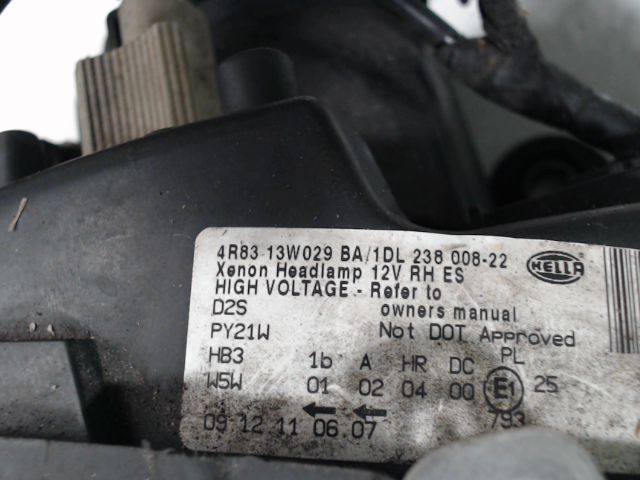 4R83 13W029 BA/1DL 238 008-22
Xenon Headlamp 12V RH ES
HELLA
HIGH VOLTAGE - Refer to
owners manual
D2S
PY21W Not DOT Approved
HB3 1b A HR DC PL
W5W 01 02 04 00 E1 25
09 12 11 06.07 793